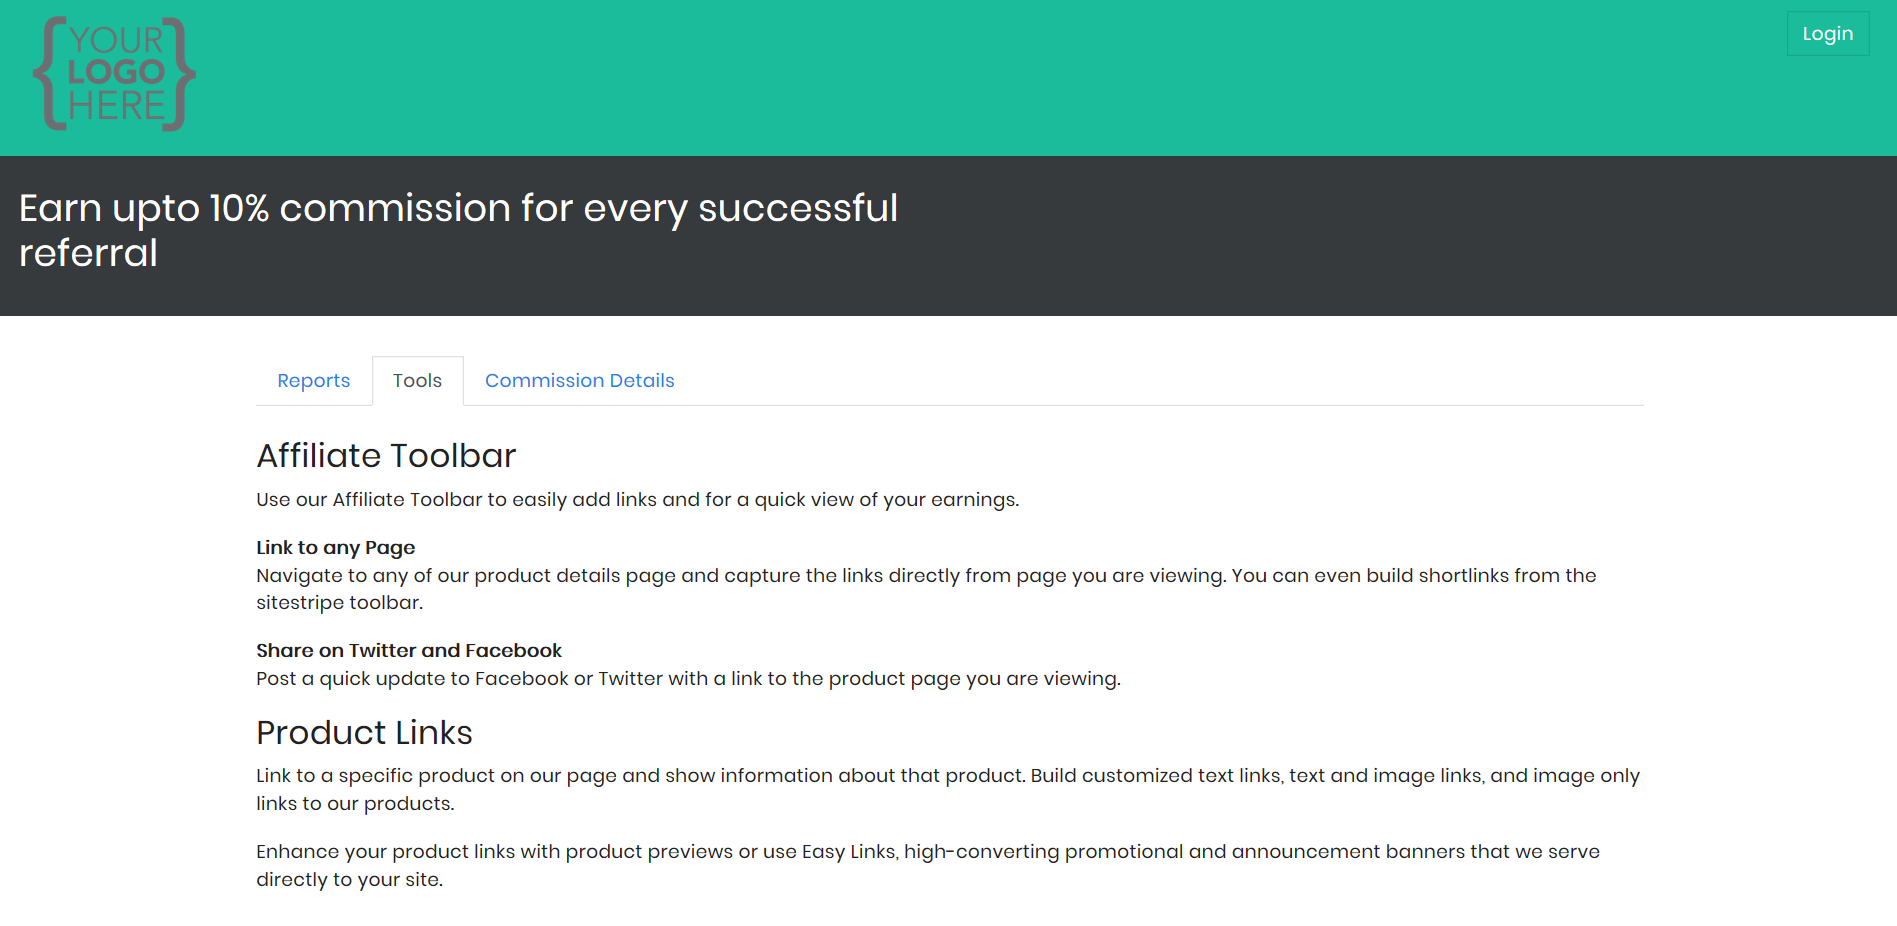 YOUR
LOGO
HERE
Login
Earn upto 10% commission for every successful
referral
Reports
Tools
Commission Details
Affiliate Toolbar
Use our Affiliate Toolbar to easily add links and for a quick view of your earnings.
Link to any Page
Navigate to any of our product details page and capture the links directly from page you are viewing. You can even build shortlinks from the
sitestripe toolbar.
Share on Twitter and Facebook
Post a quick update to Facebook or Twitter with a link to the product page you are viewing.
Product Links
Link to a specific product on our page and show information about that product. Build customized text links, text and image links, and image only
links to our products.
Enhance your product links with product previews or use Easy Links, high-converting promotional and announcement banners that we serve
directly to your site.